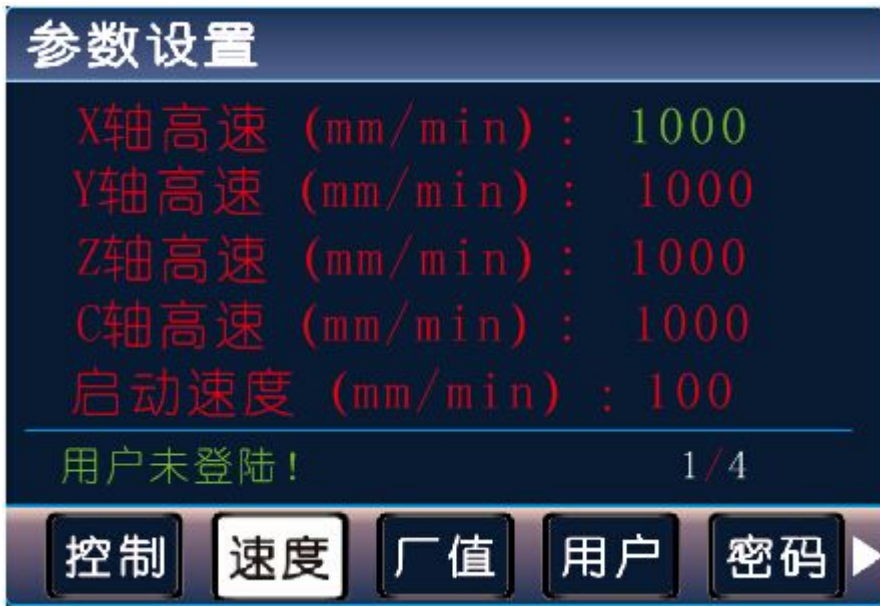 参数设置
X轴高速 (mm/min) : 1000
Y轴高速 (mm/min) : 1000
Z轴高速 (mm/min) : 1000
C轴高速 (mm/min) : 1000
启动速度 (mm/min) : 100
用户未登陆! 1/4
控制 速度 厂值 用户 密码